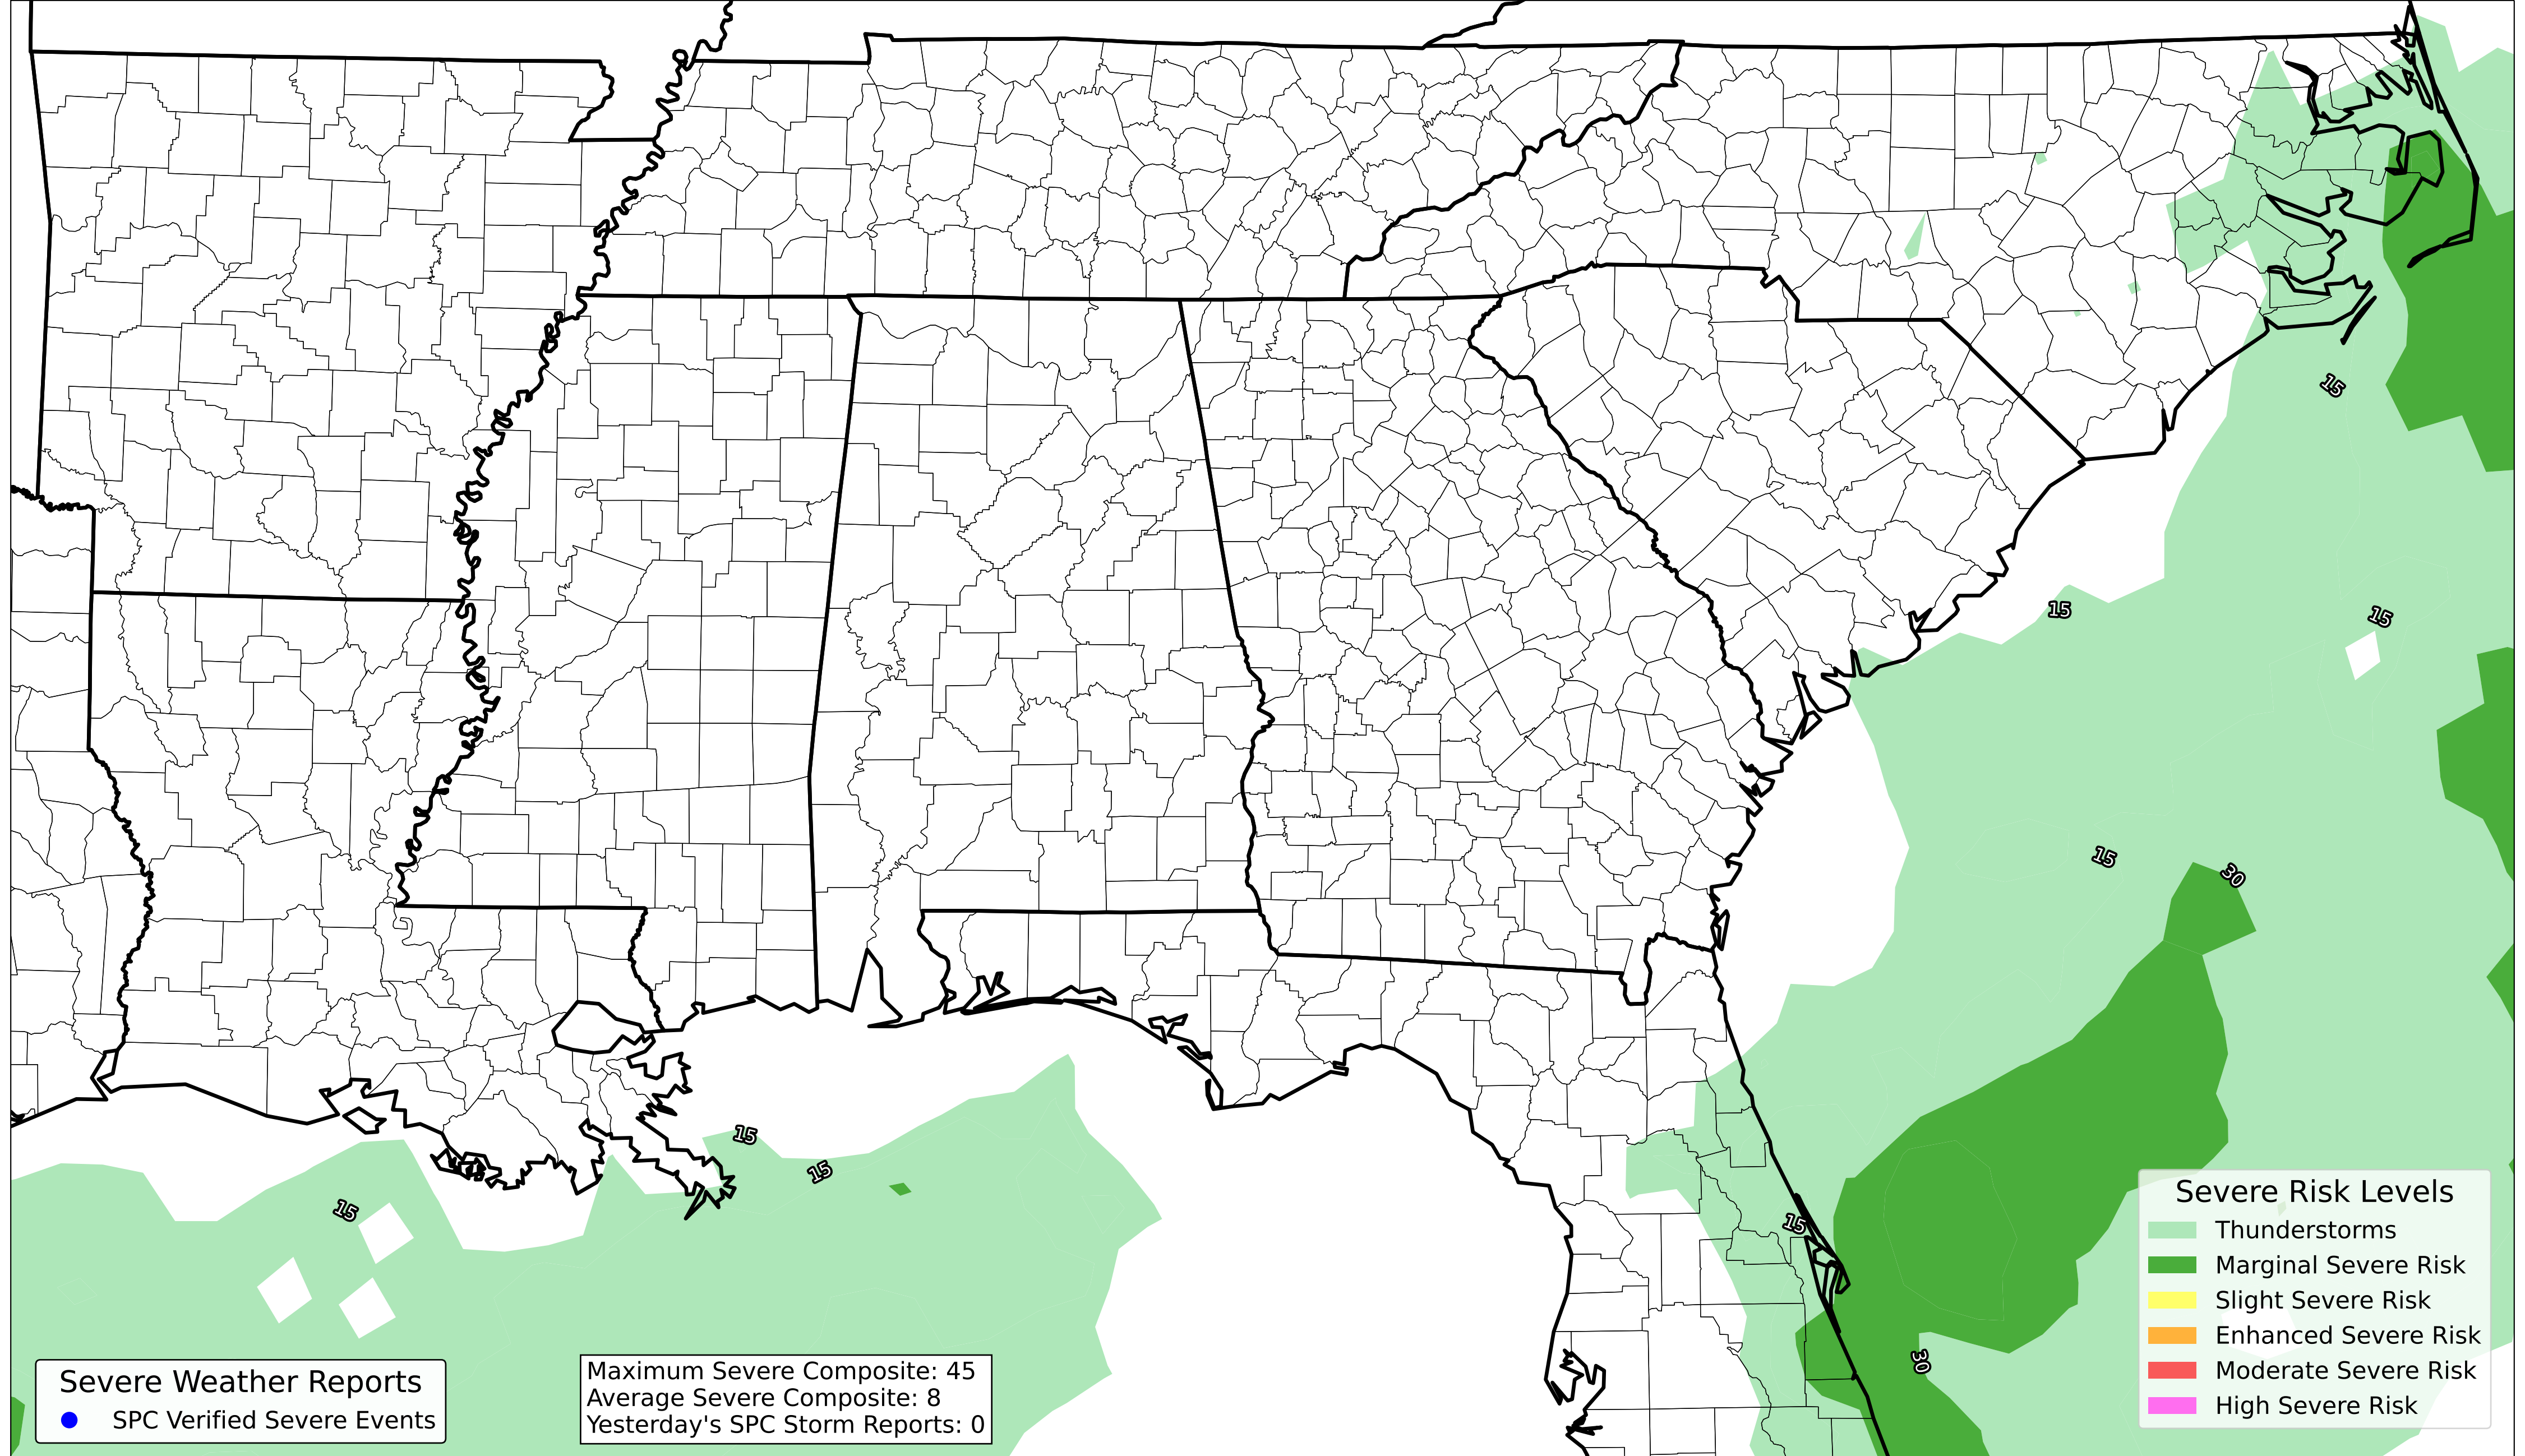 15
15
15
15
30
15
15
15
15
30
Severe Risk Levels
Thunderstorms
Marginal Severe Risk
Slight Severe Risk
Enhanced Severe Risk
Moderate Severe Risk
High Severe Risk
Severe Weather Reports
SPC Verified Severe Events
Maximum Severe Composite: 45
Average Severe Composite: 8
Yesterday's SPC Storm Reports: 0